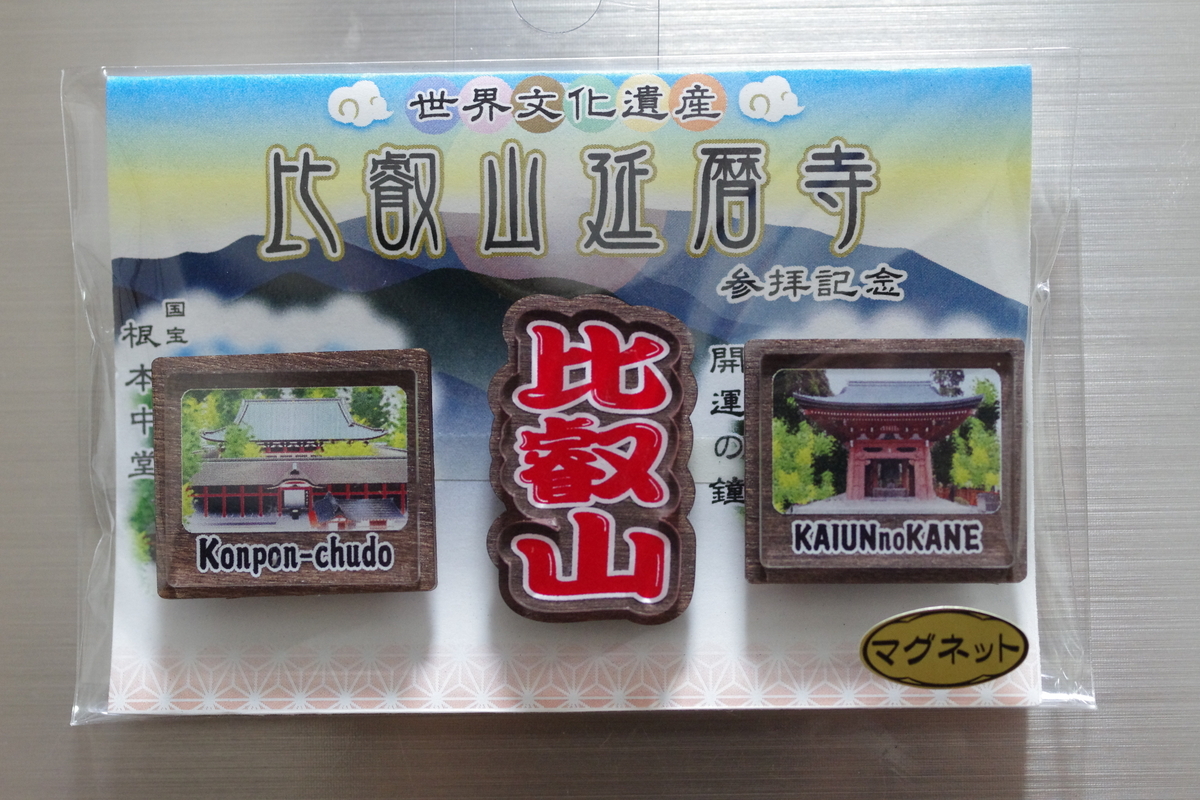 世界文化遺産
比叡山延暦寺
参拝記念
国宝
根本中堂
Konpon-chudo
比叡山
開運の鐘
KAIUNnoKANE
マグネット